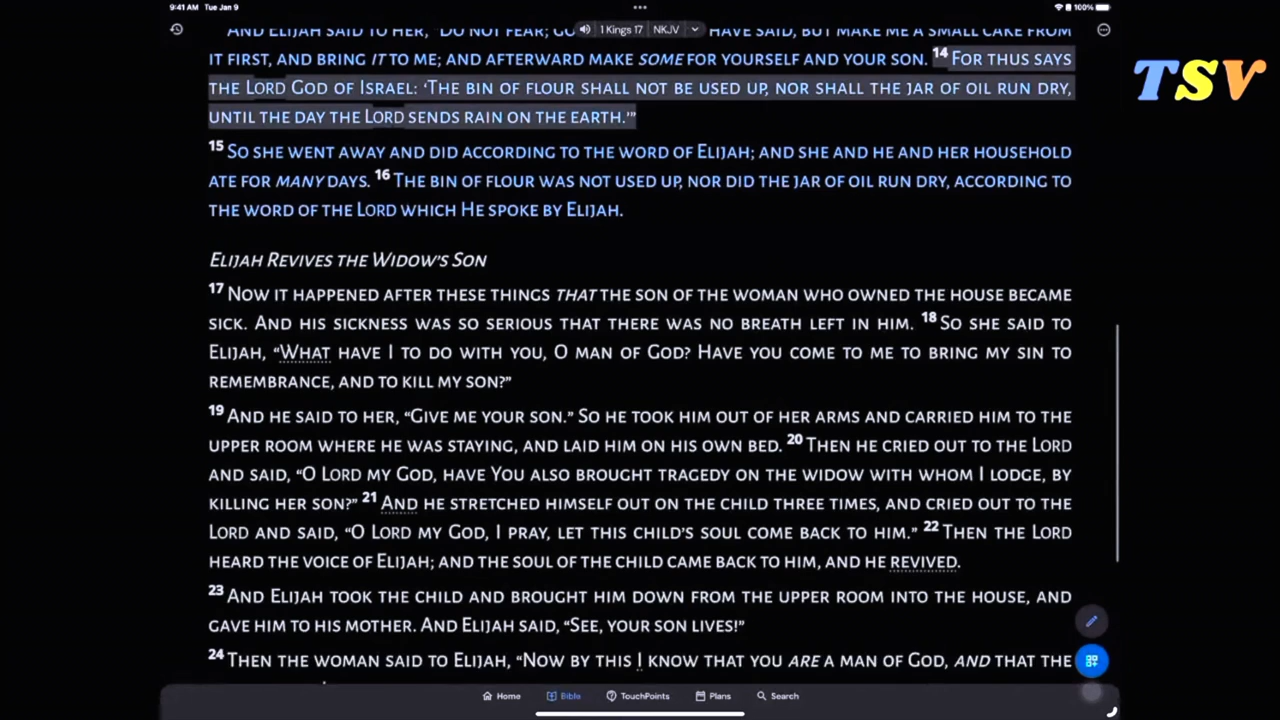 9:41 AM Tue Jan 9
100%
1 Kings 17 NKJV
TSV
AND ELIJAH SAID TO HER, "DO NOT FEAR; GO HAVE SAID, BUT MAKE ME A SMALL CAKE FROM
IT FIRST, AND BRING IT TO ME; AND AFTERWARD MAKE SOME FOR YOURSELF AND YOUR SON. 14 FOR THUS SAYS
THE LORD GOD OF ISRAEL: 'THE BIN OF FLOUR SHALL NOT BE USED UP, NOR SHALL THE JAR OF OIL RUN DRY,
UNTIL THE DAY THE LORD SENDS RAIN ON THE EARTH.'"
15 SO SHE WENT AWAY AND DID ACCORDING TO THE WORD OF ELIJAH; AND SHE AND HE AND HER HOUSEHOLD
ATE FOR MANY DAYS. 16 THE BIN OF FLOUR WAS NOT USED UP, NOR DID THE JAR OF OIL RUN DRY, ACCORDING TO
THE WORD OF THE LORD WHICH HE SPOKE BY ELIJAH.
ELIJAH REVIVES THE WIDOW'S SON
17 NOW IT HAPPENED AFTER THESE THINGS THAT THE SON OF THE WOMAN WHO OWNED THE HOUSE BECAME
SICK. AND HIS SICKNESS WAS SO SERIOUS THAT THERE WAS NO BREATH LEFT IN HIM. 18 SO SHE SAID TO
ELIJAH, "WHAT HAVE I TO DO WITH YOU, O MAN OF GOD? HAVE YOU COME TO ME TO BRING MY SIN TO
REMEMBRANCE, AND TO KILL MY SON?"
19 AND HE SAID TO HER, "GIVE ME YOUR SON." SO HE TOOK HIM OUT OF HER ARMS AND CARRIED HIM TO THE
UPPER ROOM WHERE HE WAS STAYING, AND LAID HIM ON HIS OWN BED. 20 THEN HE CRIED OUT TO THE LORD
AND SAID, "O LORD MY GOD, HAVE YOU ALSO BROUGHT TRAGEDY ON THE WIDOW WITH WHOM I LODGE, BY
KILLING HER SON?" 21 AND HE STRETCHED HIMSELF OUT ON THE CHILD THREE TIMES, AND CRIED OUT TO THE
LORD AND SAID, "O LORD MY GOD, I PRAY, LET THIS CHILD'S SOUL COME BACK TO HIM." 22 THEN THE LORD
HEARD THE VOICE OF ELIJAH; AND THE SOUL OF THE CHILD CAME BACK TO HIM, AND HE REVIVED.
23 AND ELIJAH TOOK THE CHILD AND BROUGHT HIM DOWN FROM THE UPPER ROOM INTO THE HOUSE, AND
GAVE HIM TO HIS MOTHER. AND ELIJAH SAID, "SEE, YOUR SON LIVES!"
24 THEN THE WOMAN SAID TO ELIJAH, "NOW BY THIS I KNOW THAT YOU ARE A MAN OF GOD, AND THAT THE
Home Bible TouchPoints Plans Search